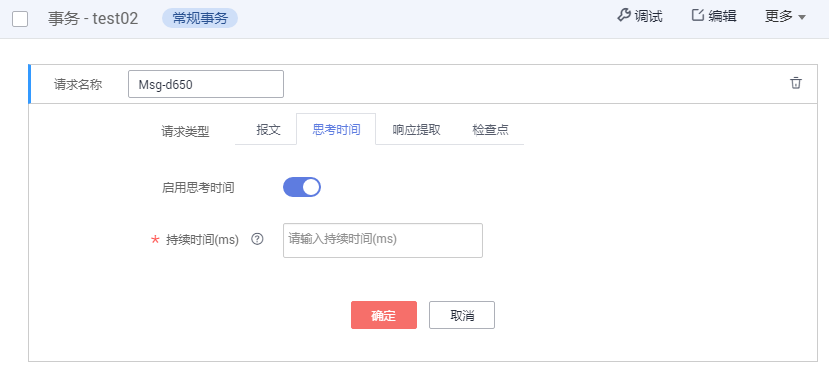 事务 - test02 常规事务 调试 编辑 更多
请求名称 Msg-d650
请求类型 报文 思考时间 响应提取 检查点
启用思考时间
* 持续时间(ms) ? 请输入持续时间(ms)
确定 取消